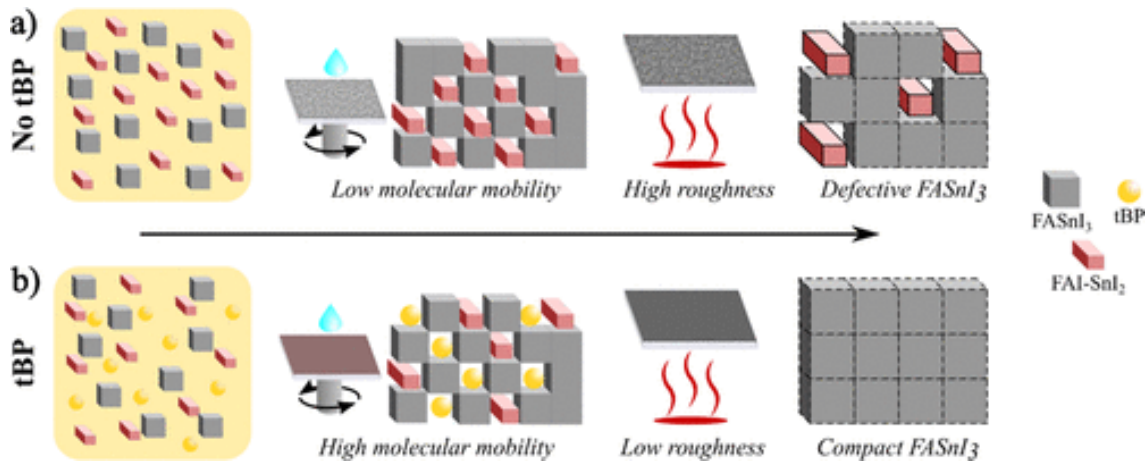 a)
No tBP
Low molecular mobility
High roughness
Defective FASnI3
FASnI₃
tBP
FAI-SnI₂
b)
tBP
High molecular mobility
Low roughness
Compact FASnI3